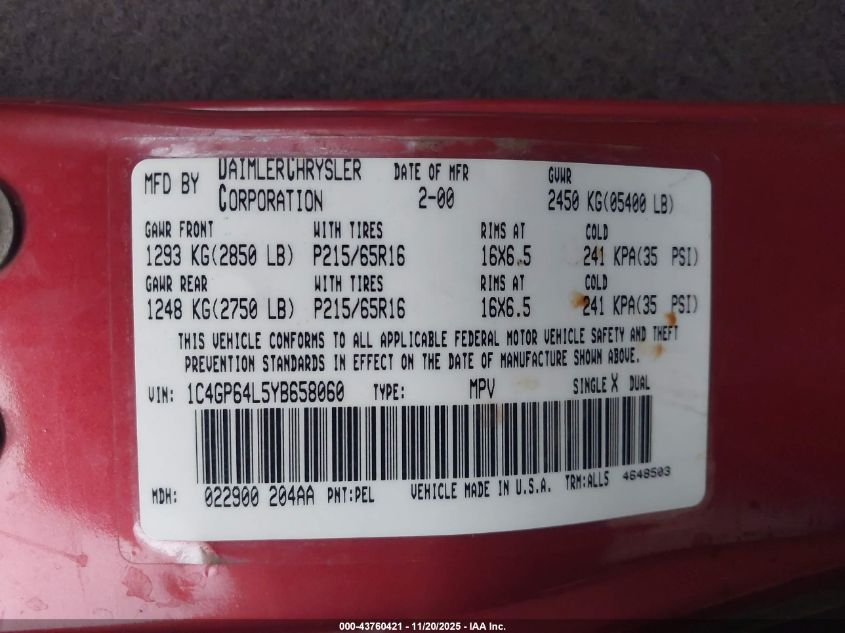 MFD BY DAIMLERCHRYSLER CORPORATION DATE OF MFR 2-00 GVWR 2450 KG(05400 LB)
GAWR FRONT WITH TIRES RIMS AT COLD
1293 KG(2850 LB) P215/65R16 16X6.5 241 KPA(35 PSI)
GAWR REAR WITH TIRES RIMS AT COLD
1248 KG(2750 LB) P215/65R16 16X6.5 241 KPA(35 PSI)
THIS VEHICLE CONFORMS TO ALL APPLICABLE FEDERAL MOTOR VEHICLE SAFETY AND THEFT
PREVENTION STANDARDS IN EFFECT ON THE DATE OF MANUFACTURE SHOWN ABOVE.
VIN: 1C4GP64L5YB658060 TYPE: MPV SINGLE X DUAL
MDH: 022900 204AA PNT:PEL VEHICLE MADE IN U.S.A. TRM:ALL5 4648503
000-43760421 - 11/20/2025 - IAA Inc.